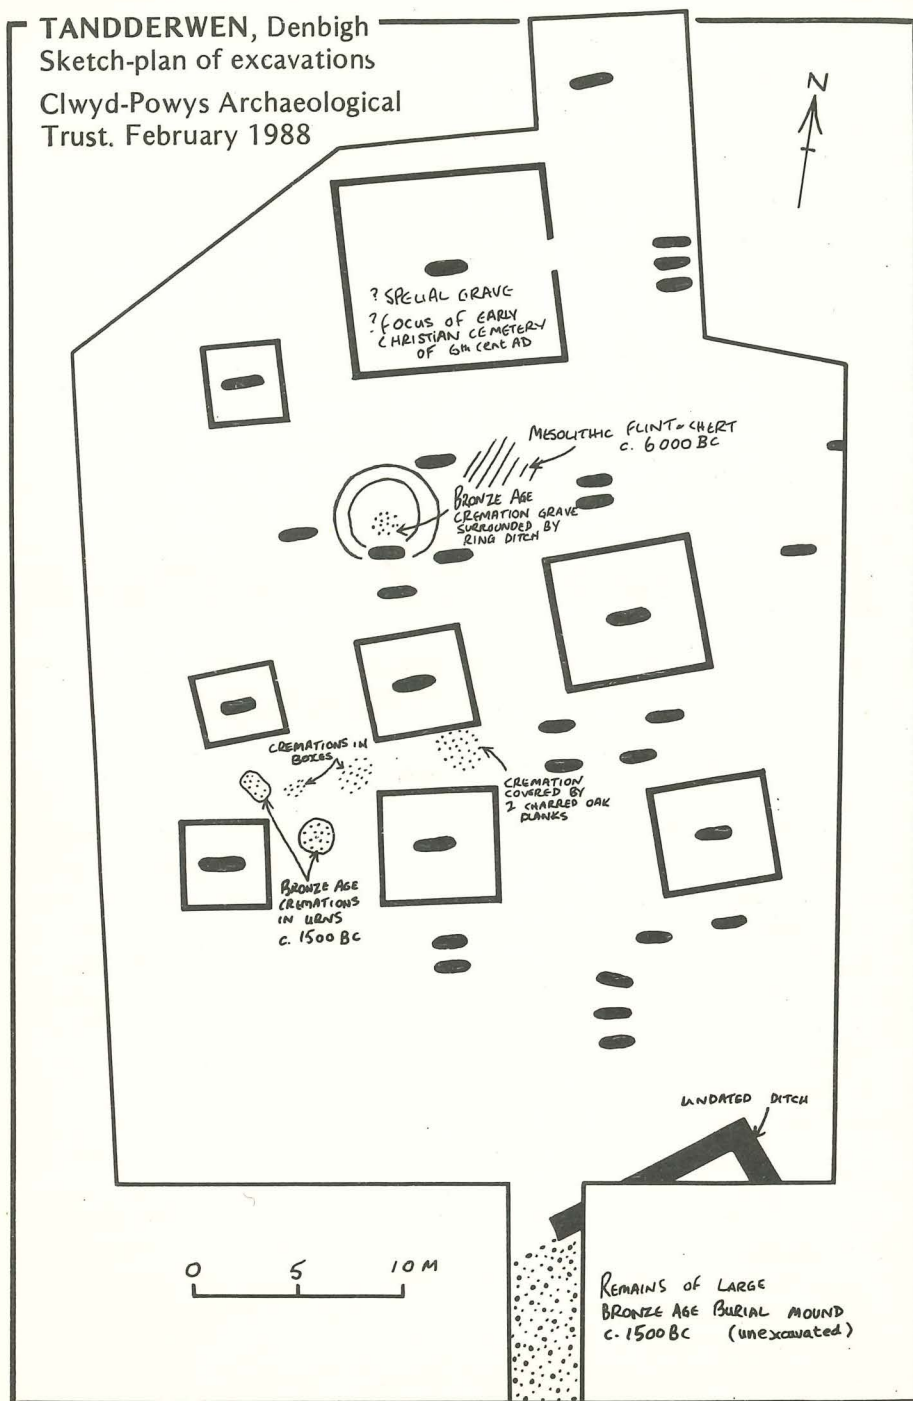 TANDDERWEN, Denbigh
Sketch-plan of excavations
Clwyd-Powys Archaeological
Trust. February 1988
N
? SPECIAL GRAVE
? FOCUS OF EARLY
CHRISTIAN CEMETERY
OF 6th CENT AD
MESOLITHIC FLINT & CHERT
c. 6000 BC
BRONZE AGE
CREMATION GRAVE
SURROUNDED BY
RING DITCH
CREMATIONS IN
BOXES
CREMATION
COVERED BY
2 CHARRED OAK
PLANKS
BRONZE AGE
CREMATIONS
IN URNS
c. 1500 BC
UNDATED DITCH
0 5 10 M
REMAINS OF LARGE
BRONZE AGE BURIAL MOUND
c. 1500 BC (unexcavated)